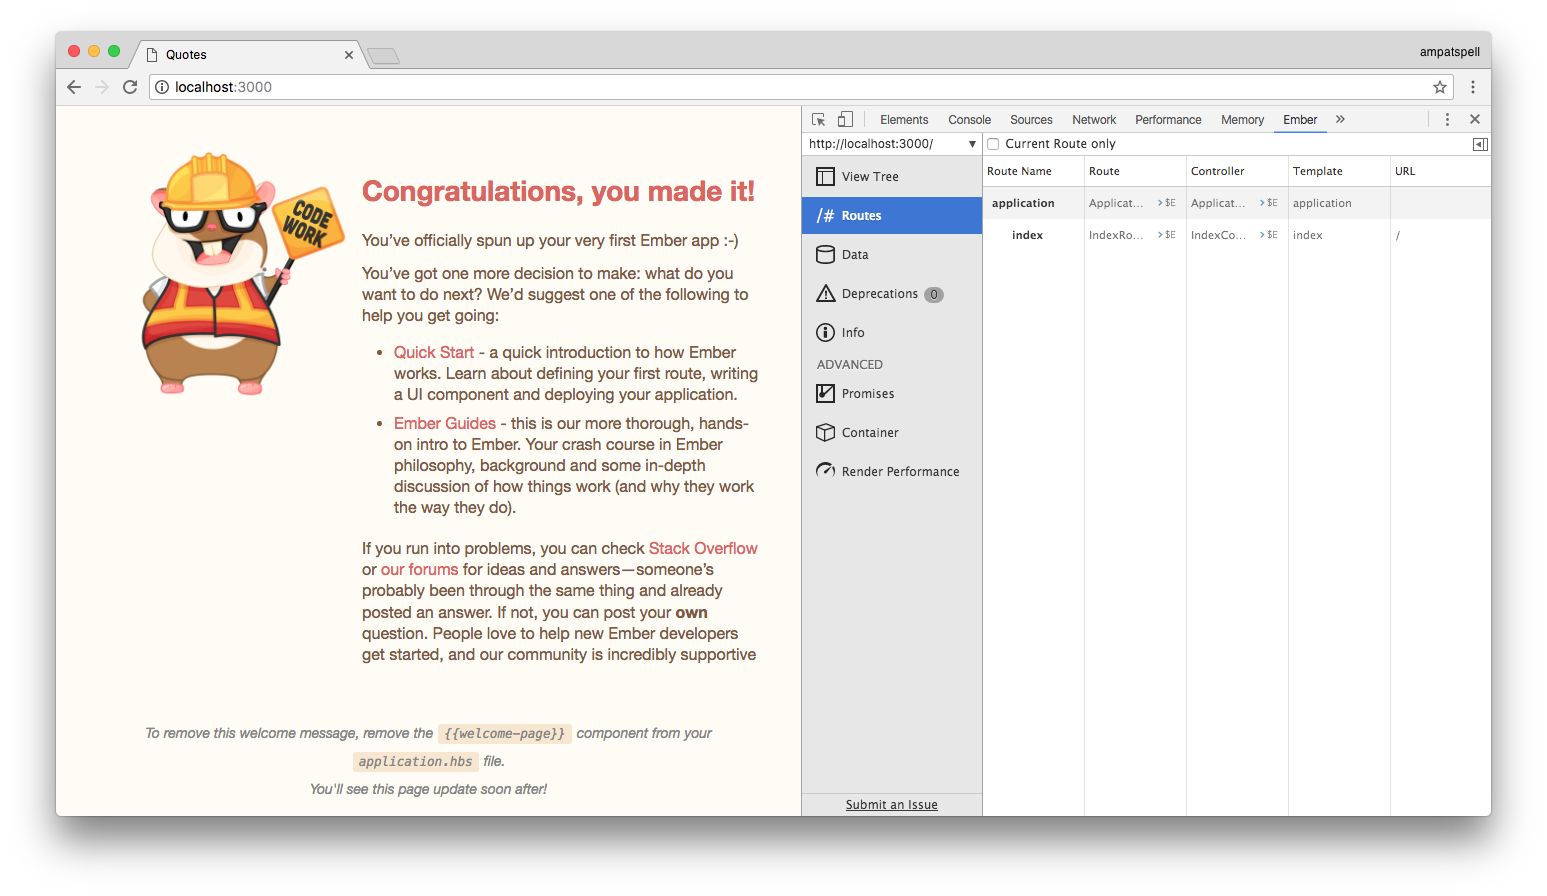 Quotes
ampatspell
localhost:3000
CODE
WORK
Congratulations, you made it!
You’ve officially spun up your very first Ember app :-)
You’ve got one more decision to make: what do you
want to do next? We’d suggest one of the following to
help you get going:
• Quick Start - a quick introduction to how Ember
works. Learn about defining your first route, writing
a UI component and deploying your application.
• Ember Guides - this is our more thorough, hands-
on intro to Ember. Your crash course in Ember
philosophy, background and some in-depth
discussion of how things work (and why they work
the way they do).
If you run into problems, you can check Stack Overflow
or our forums for ideas and answers—someone’s
probably been through the same thing and already
posted an answer. If not, you can post your own
question. People love to help new Ember developers
get started, and our community is incredibly supportive
To remove this welcome message, remove the {{welcome-page}} component from your
application.hbs file.
You'll see this page update soon after!
Elements Console Sources Network Performance Memory Ember »
http://localhost:3000/
Current Route only
View Tree
/# Routes
Data
Deprecations 0
Info
ADVANCED
Promises
Container
Render Performance
Submit an Issue
Route Name Route Controller Template URL
application Applicat... >$E Applicat... >$E application
index IndexRo... >$E IndexCo... >$E index /